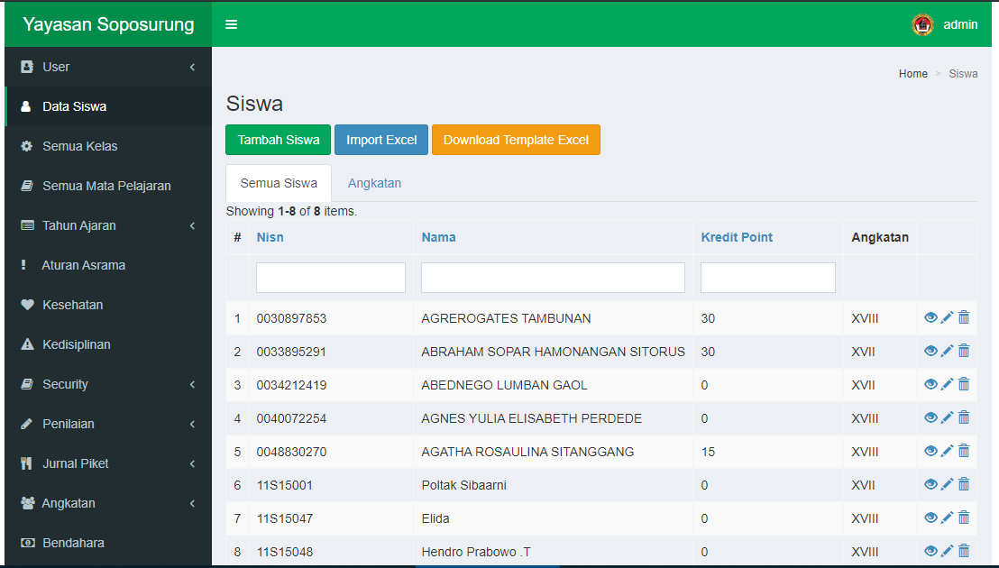 Yayasan Soposurung
admin
User
Data Siswa
Semua Kelas
Semua Mata Pelajaran
Tahun Ajaran
Aturan Asrama
Kesehatan
Kedisiplinan
Security
Penilaian
Jurnal Piket
Angkatan
Bendahara
Home > Siswa
Siswa
Tambah Siswa Import Excel Download Template Excel
Semua Siswa Angkatan
Showing 1-8 of 8 items.
# Nisn Nama Kredit Point Angkatan
1 0030897853 AGREROGATES TAMBUNAN 30 XVIII
2 0033895291 ABRAHAM SOPAR HAMONANGAN SITORUS 30 XVII
3 0034212419 ABEDNEGO LUMBAN GAOL 0 XVII
4 0040072254 AGNES YULIA ELISABETH PERDEDE 0 XVIII
5 0048830270 AGATHA ROSAULINA SITANGGANG 15 XVIII
6 11S15001 Poltak Sibaarni 0 XVII
7 11S15047 Elida 0 XVIII
8 11S15048 Hendro Prabowo .T 0 XVIII